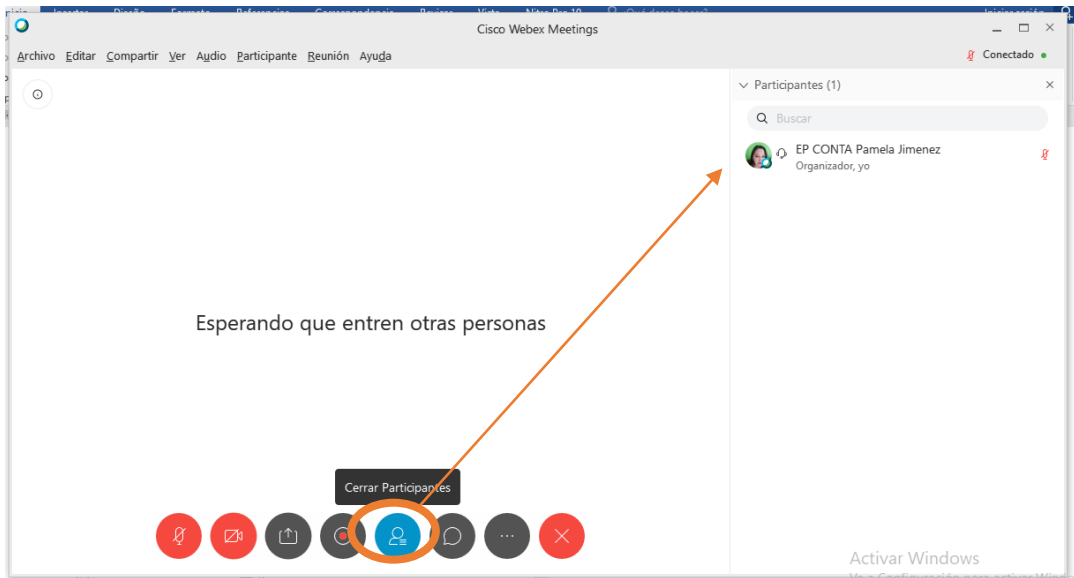 Cisco Webex Meetings
Archivo Editar Compartir Ver Audio Participante Reunión Ayuda
Conectado
Participantes (1)
Buscar
EP CONTA Pamela Jimenez
Organizador, yo
Esperando que entren otras personas
Cerrar Participantes
Activar Windows